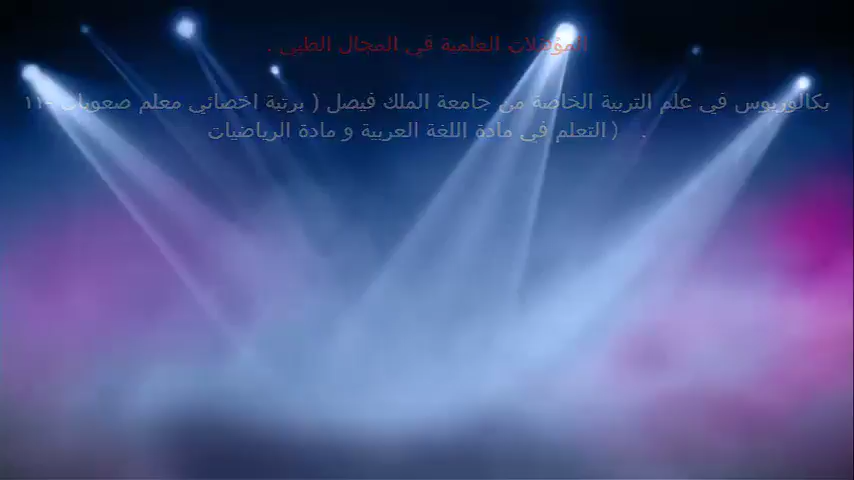 المؤهلات العلمية في المجال الطبي .
١١- بكالوريوس في علم التربية الخاصة من جامعة الملك فيصل ( برتبة اخصائي معلم صعوبات
التعلم في مادة اللغة العربية و مادة الرياضيات ) .